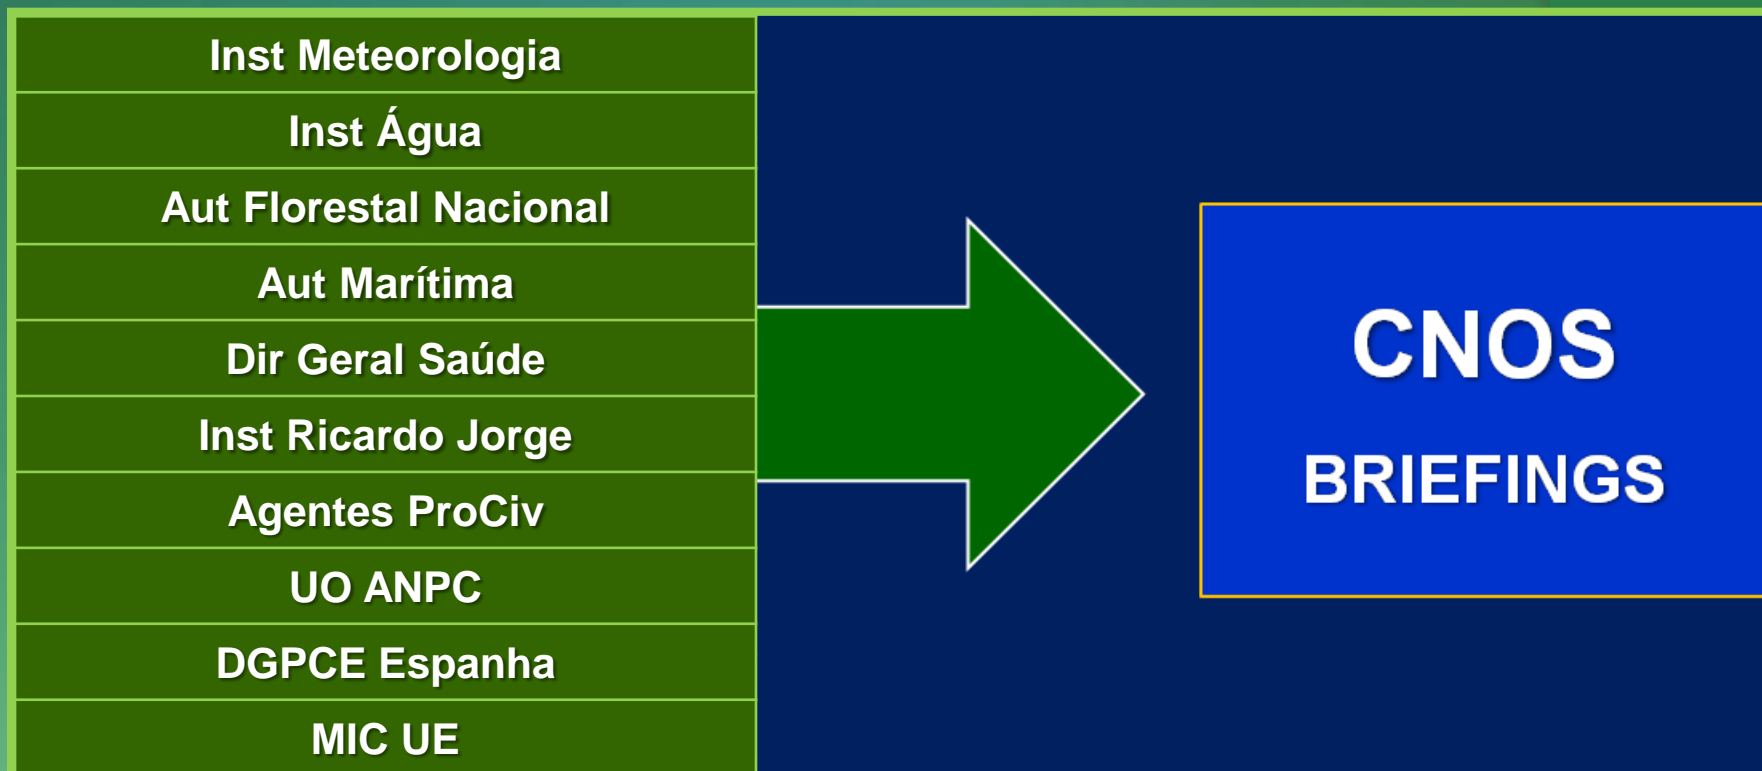 Inst Meteorologia
Inst Água
Aut Florestal Nacional
Aut Marítima
Dir Geral Saúde
Inst Ricardo Jorge
Agentes ProCiv
UO ANPC
DGPCE Espanha
MIC UE
CNOS
BRIEFINGS